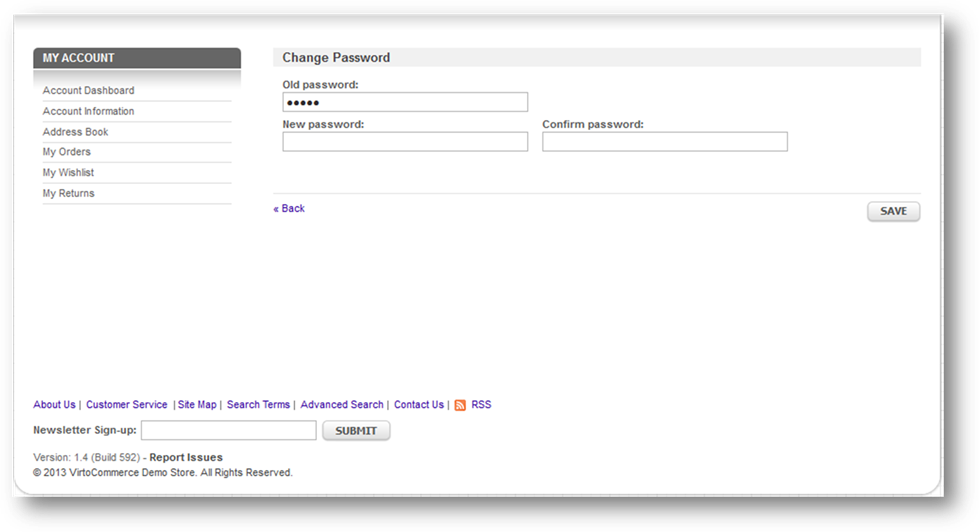 MY ACCOUNT
Account Dashboard
Account Information
Address Book
My Orders
My Wishlist
My Returns
Change Password
Old password:
●●●●●
New password: Confirm password:
« Back SAVE
About Us | Customer Service | Site Map | Search Terms | Advanced Search | Contact Us | RSS
Newsletter Sign-up: SUBMIT
Version: 1.4 (Build 592) - Report Issues
© 2013 VirtoCommerce Demo Store. All Rights Reserved.